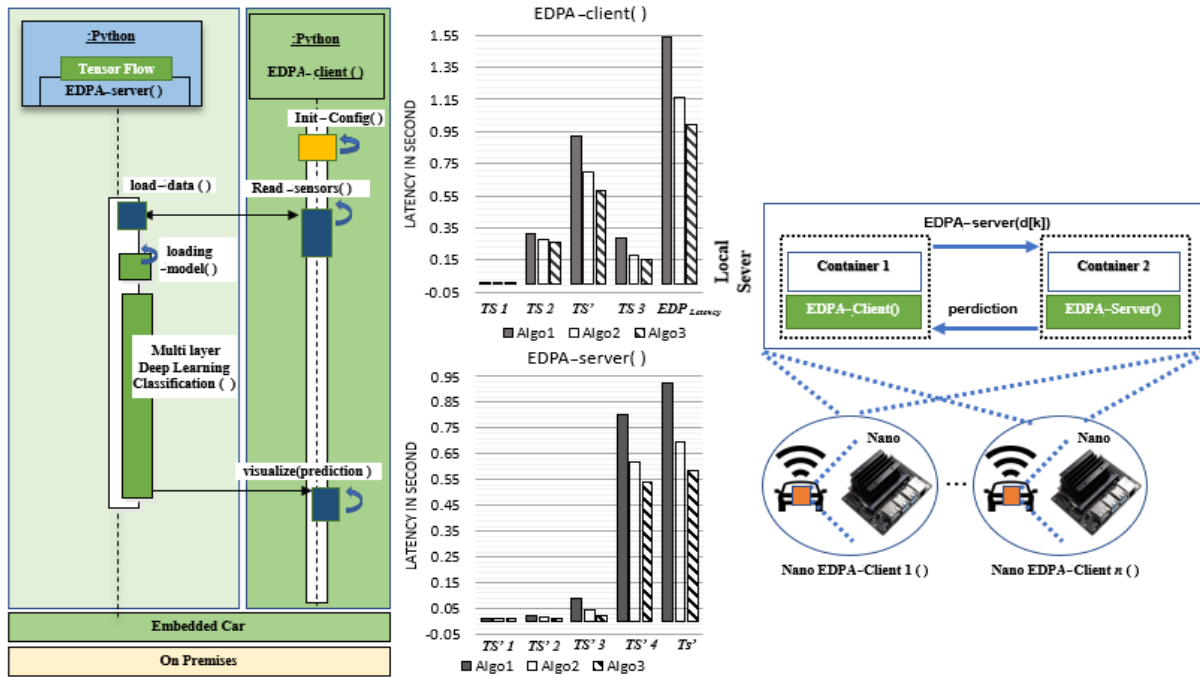 :Python
Tensor Flow
EDPA-server()
:Python
EDPA-client ()
Init-Config()
load-data ( )
Read -sensors()
loading
-model()
Multi layer
Deep Learning
Classification ( )
visualize(prediction )
Embedded Car
On Premises
EDPA-client( )
LATENCY IN SECOND
1.55
1.35
1.15
0.95
0.75
0.55
0.35
0.15
-0.05
TS 1
TS 2
TS'
TS 3
EDP Latency
Algo1
Algo2
Algo3
EDPA-server( )
LATENCY IN SECOND
0.95
0.85
0.75
0.65
0.55
0.45
0.35
0.25
0.15
0.05
-0.05
TS' 1
TS' 2
TS' 3
TS' 4
Ts'
Algo1
Algo2
Algo3
Local
Sever
EDPA-server(d[k])
Container 1
EDPA-Client()
Container 2
EDPA-Server()
perdiction
Nano
Nano
...
Nano EDPA-Client 1 ()
Nano EDPA-Client n ()